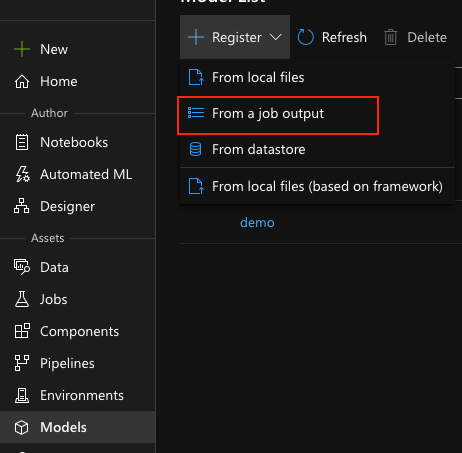 Model List
New
Home
Author
Notebooks
Automated ML
Designer
Assets
Data
Jobs
Components
Pipelines
Environments
Models
Register
Refresh
Delete
From local files
From a job output
From datastore
From local files (based on framework)
demo